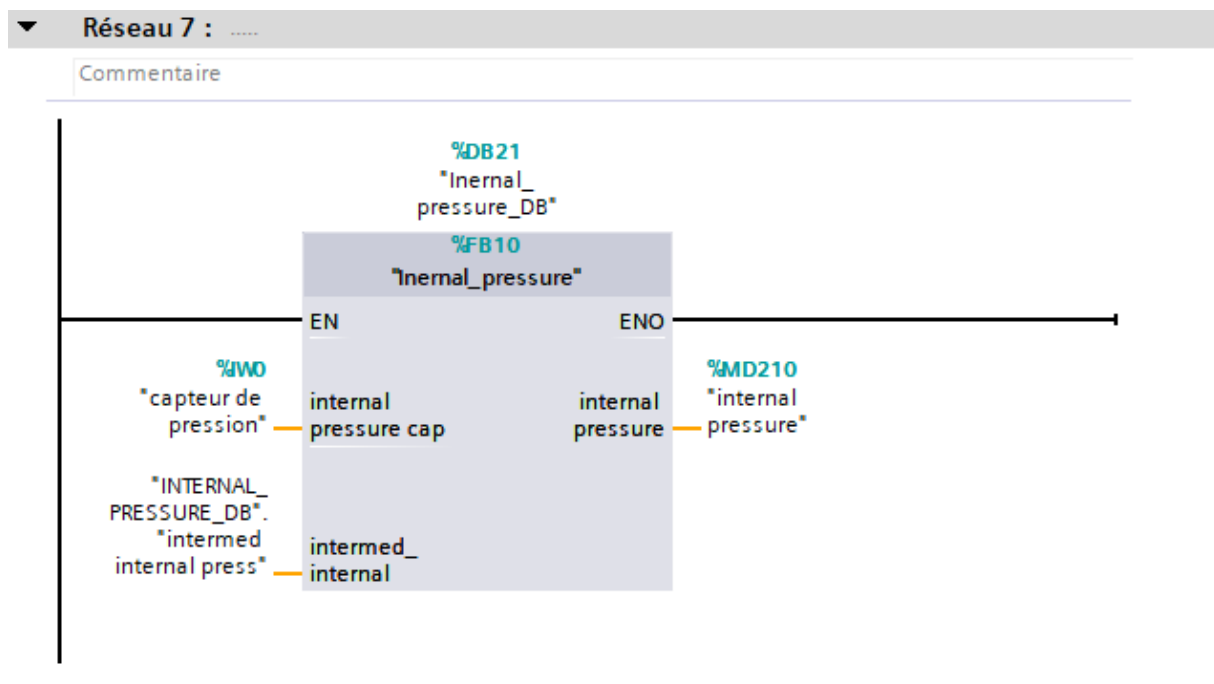 Réseau 7 : .....
Commentaire
%DB21
"Inernal_
pressure_DB"
%FB10
"Inernal_pressure"
EN
ENO
%IW0
"capteur de
pression"
internal
pressure cap
internal
pressure
%MD210
"internal
pressure"
"INTERNAL_
PRESSURE_DB".
"intermed
internal press"
intermed_
internal